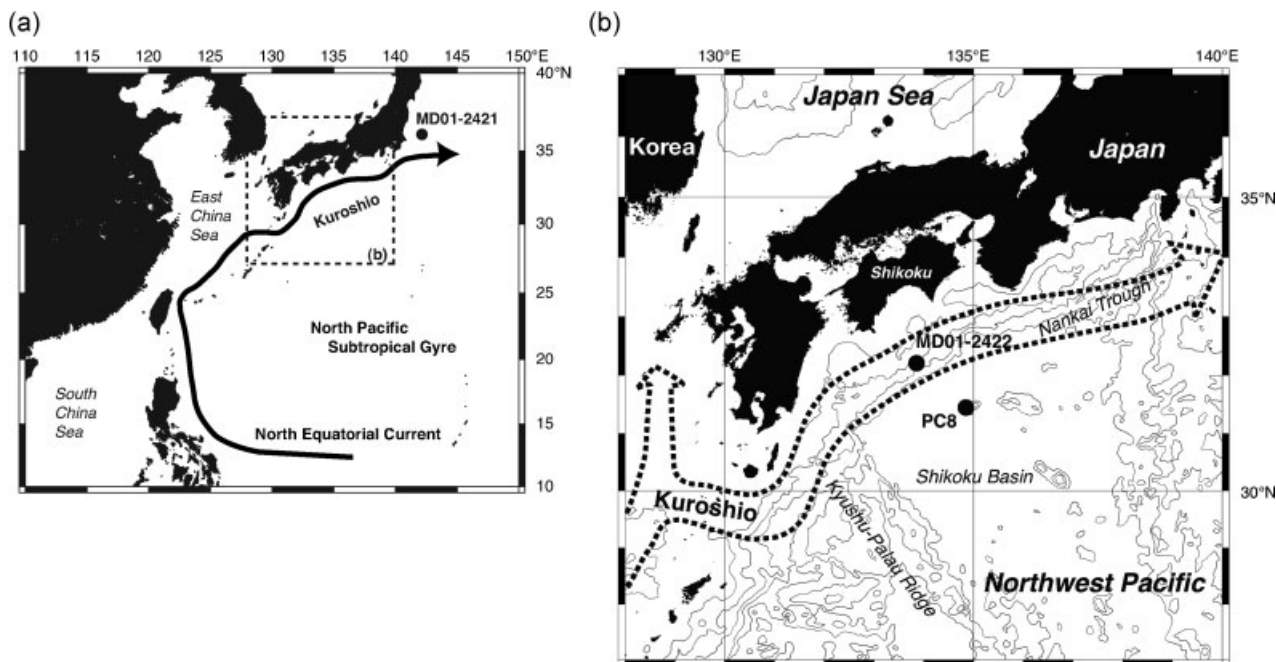 (a)
110 115 120 125 130 135 140 145 150°E
40°N
MD01-2421
35
East
China
Sea
Kuroshio
30
(b)
25
North Pacific
Subtropical Gyre
20
South
China
Sea
15
North Equatorial Current
10
(b)
130°E 135°E 140°E
Japan Sea
Korea
Japan
35°N
Shikoku
Nankai Trough
MD01-2422
PC8
Shikoku Basin
30°N
Kuroshio
Kyushu-Palau Ridge
Northwest Pacific